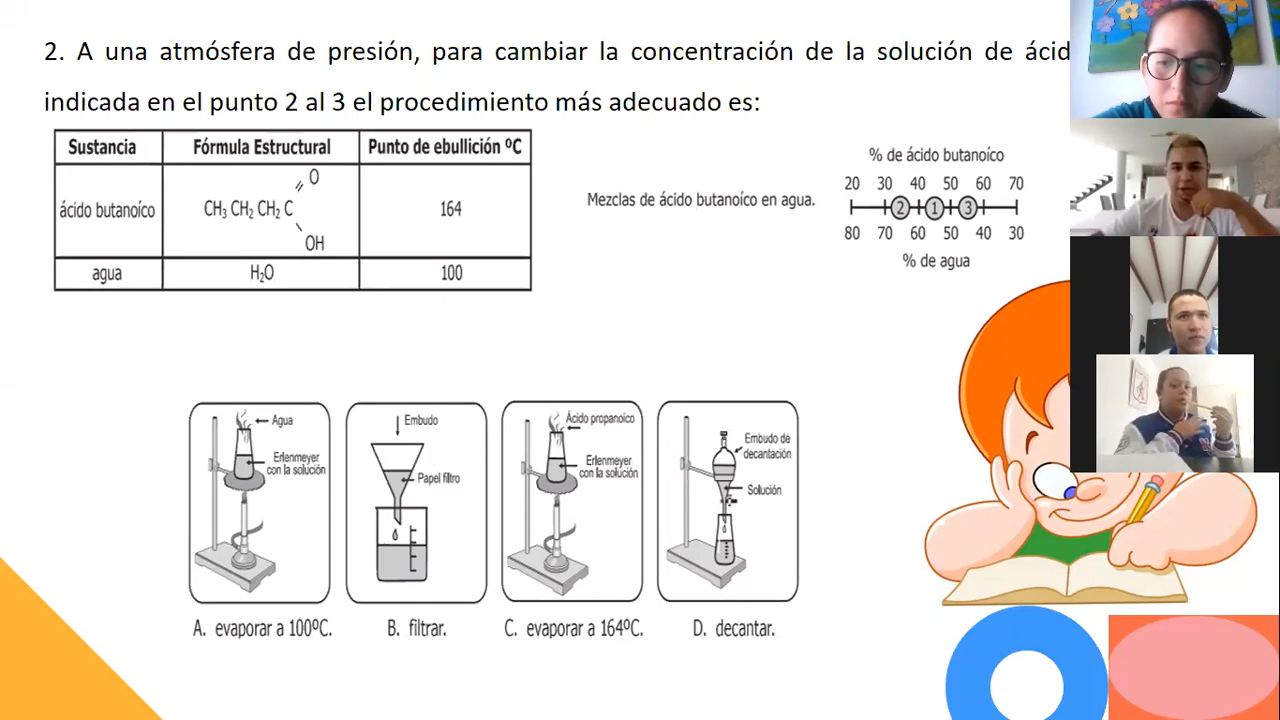 2. A una atmósfera de presión, para cambiar la concentración de la solución de ácid
indicada en el punto 2 al 3 el procedimiento más adecuado es:
Sustancia Fórmula Estructural Punto de ebullición ºC
ácido butanoíco CH₃ CH₂ CH₂ C O OH 164
agua H₂O 100
Mezclas de ácido butanoíco en agua.
% de ácido butanoíco
20 30 40 50 60 70
2 1 3
80 70 60 50 40 30
% de agua
Agua
Erlenmeyer
con la solución
A. evaporar a 100ºC.
Embudo
Papel filtro
B. filtrar.
Ácido propanoico
Erlenmeyer
con la solución
C. evaporar a 164ºC.
Embudo de
decantación
Solución
D. decantar.